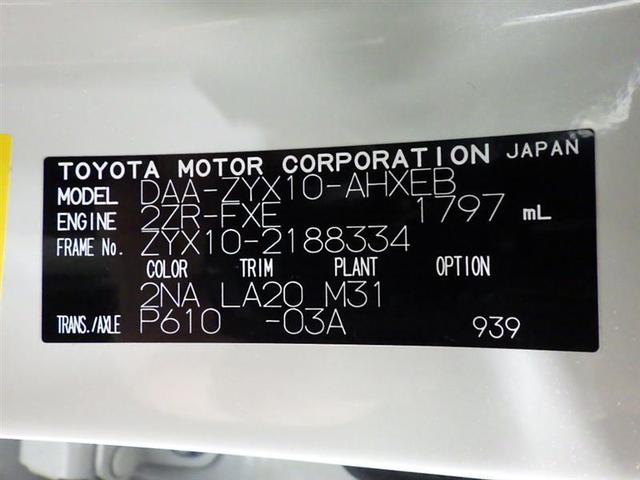 TOYOTA MOTOR CORPORATION JAPAN
MODEL DAA-ZYX10-AHXEB
ENGINE 2ZR-FXE 1797 mL
FRAME No. ZYX10-2188334
COLOR TRIM PLANT OPTION
2NA LA20 M31
TRANS./AXLE P610 -03A 939